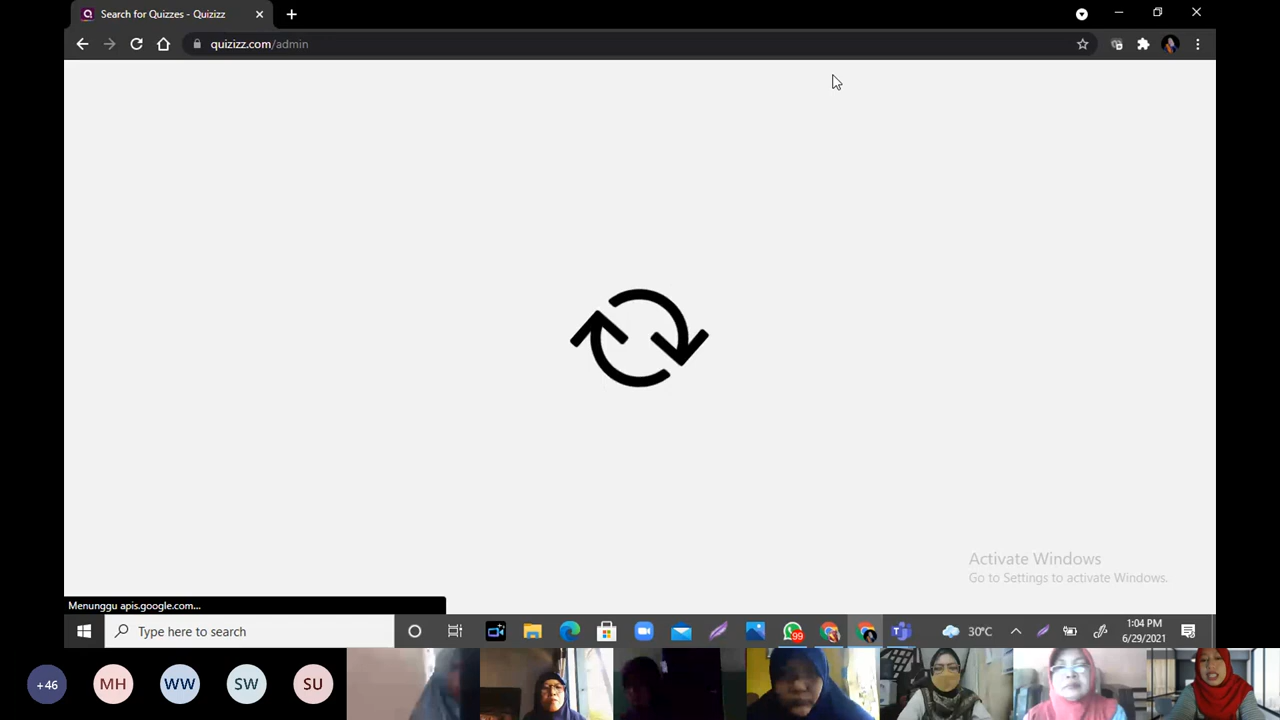 Search for Quizzes - Quizizz
quizizz.com/admin
Activate Windows
Go to Settings to activate Windows.
Menunggu apis.google.com...
Type here to search
99
30°C
1:04 PM
6/29/2021
+46
MH
WW
SW
SU